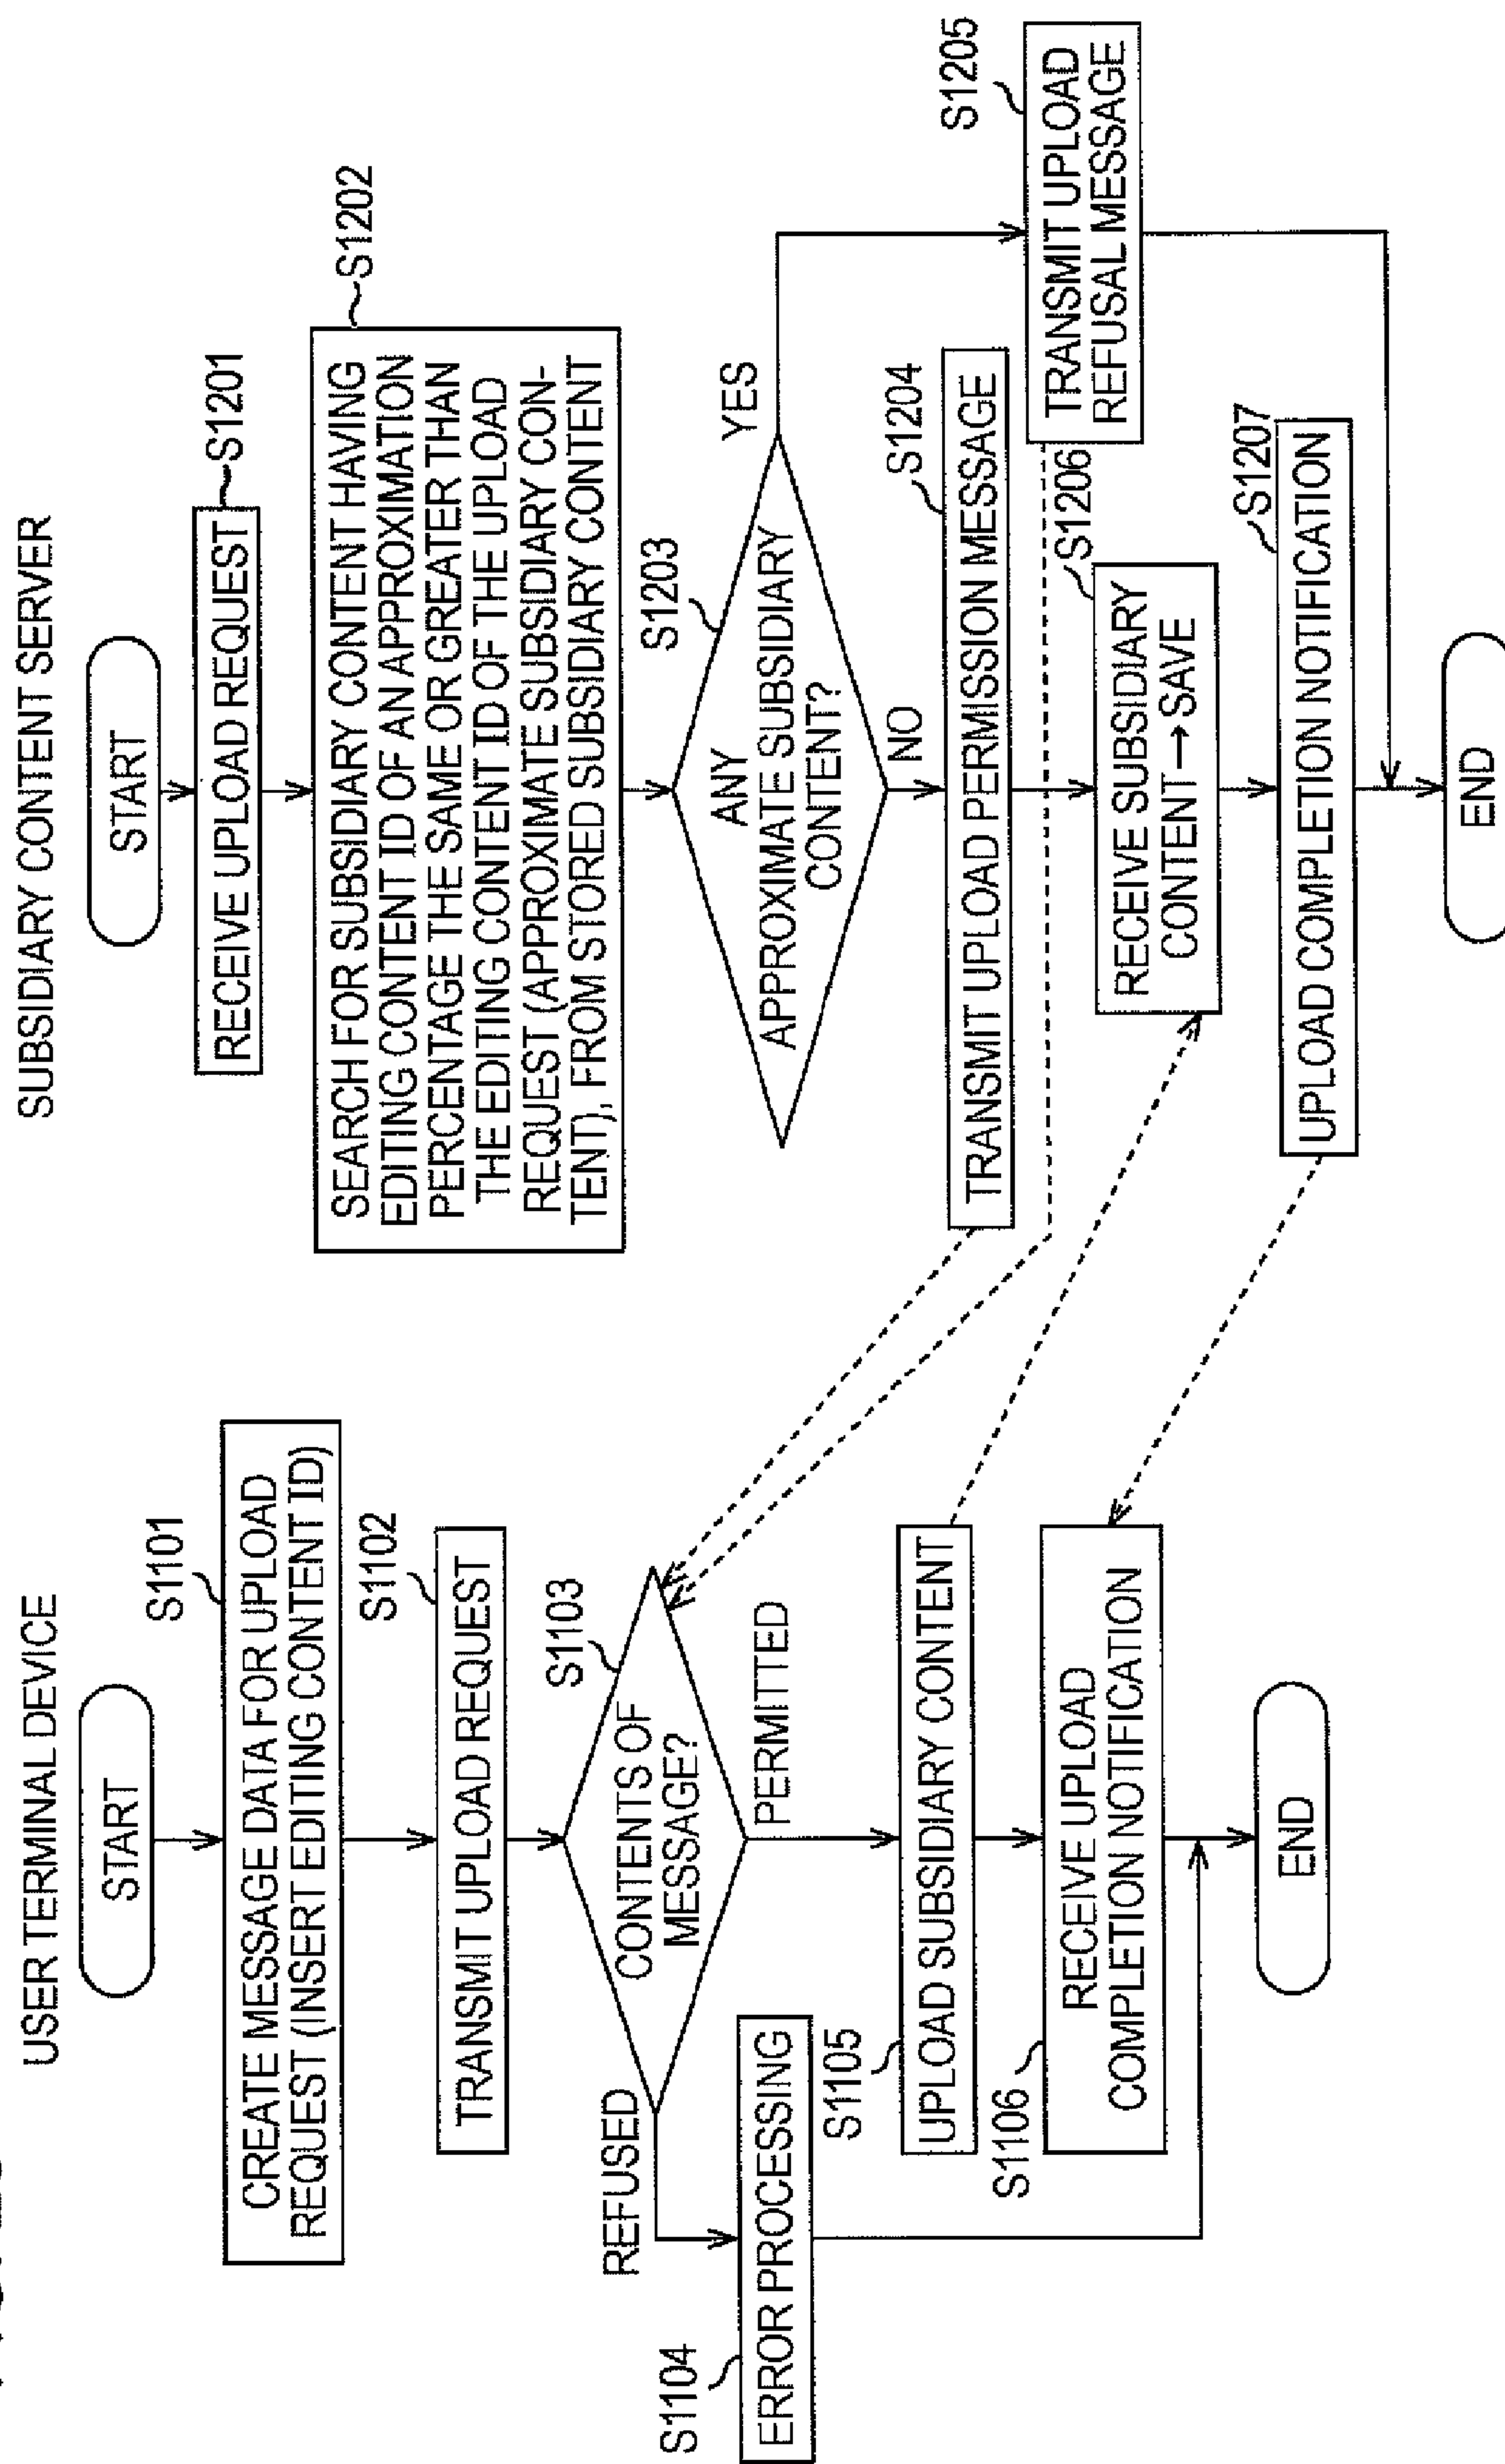 USER TERMINAL DEVICE
START
S1101
CREATE MESSAGE DATA FOR UPLOAD
REQUEST (INSERT EDITING CONTENT ID)
S1102
TRANSMIT UPLOAD REQUEST
S1103
CONTENTS OF
MESSAGE?
REFUSED
PERMITTED
S1104
ERROR PROCESSING
S1105
UPLOAD SUBSIDIARY CONTENT
S1106
RECEIVE UPLOAD
COMPLETION NOTIFICATION
END
SUBSIDIARY CONTENT SERVER
START
S1201
RECEIVE UPLOAD REQUEST
S1202
SEARCH FOR SUBSIDIARY CONTENT HAVING
EDITING CONTENT ID OF AN APPROXIMATION
PERCENTAGE THE SAME OR GREATER THAN
THE EDITING CONTENT ID OF THE UPLOAD
REQUEST (APPROXIMATE SUBSIDIARY CON-
TENT), FROM STORED SUBSIDIARY CONTENT
S1203
ANY
APPROXIMATE SUBSIDIARY
CONTENT?
YES
NO
S1204
TRANSMIT UPLOAD PERMISSION MESSAGE
S1205
TRANSMIT UPLOAD
REFUSAL MESSAGE
S1206
RECEIVE SUBSIDIARY
CONTENT→SAVE
S1207
UPLOAD COMPLETION NOTIFICATION
END